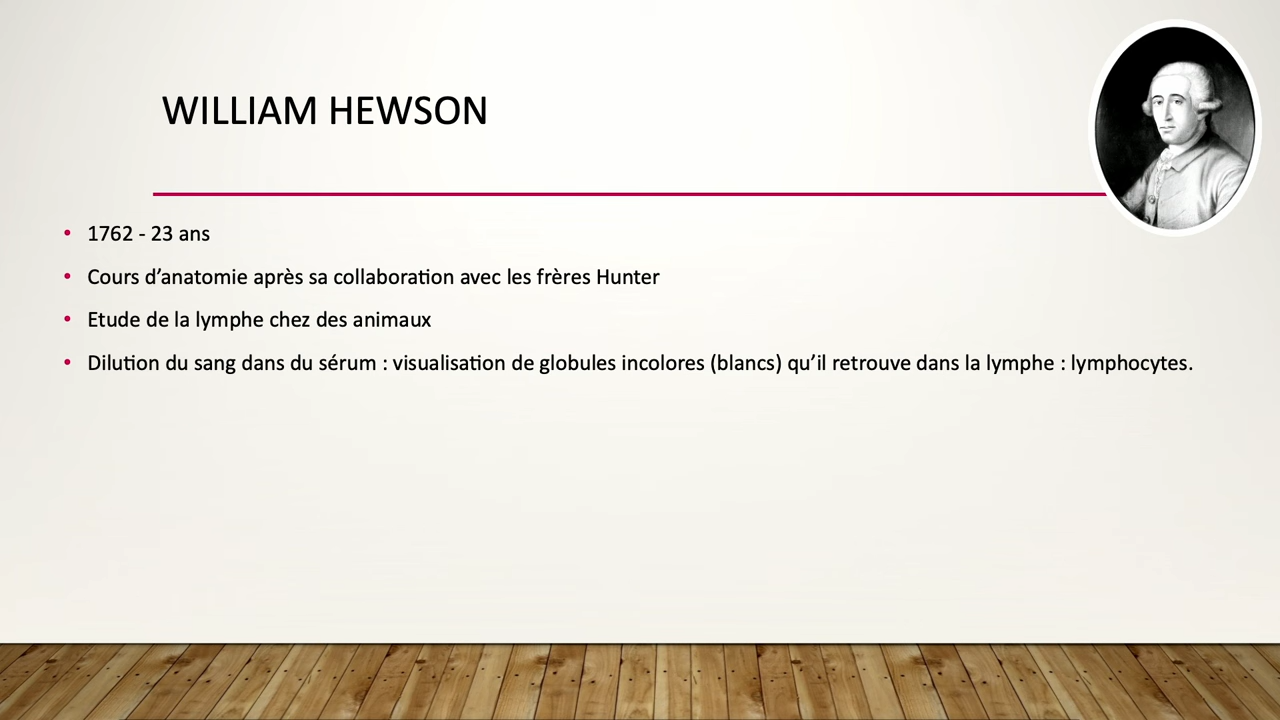 WILLIAM HEWSON
• 1762 - 23 ans
• Cours d’anatomie après sa collaboration avec les frères Hunter
• Etude de la lymphe chez des animaux
• Dilution du sang dans du sérum : visualisation de globules incolores (blancs) qu’il retrouve dans la lymphe : lymphocytes.